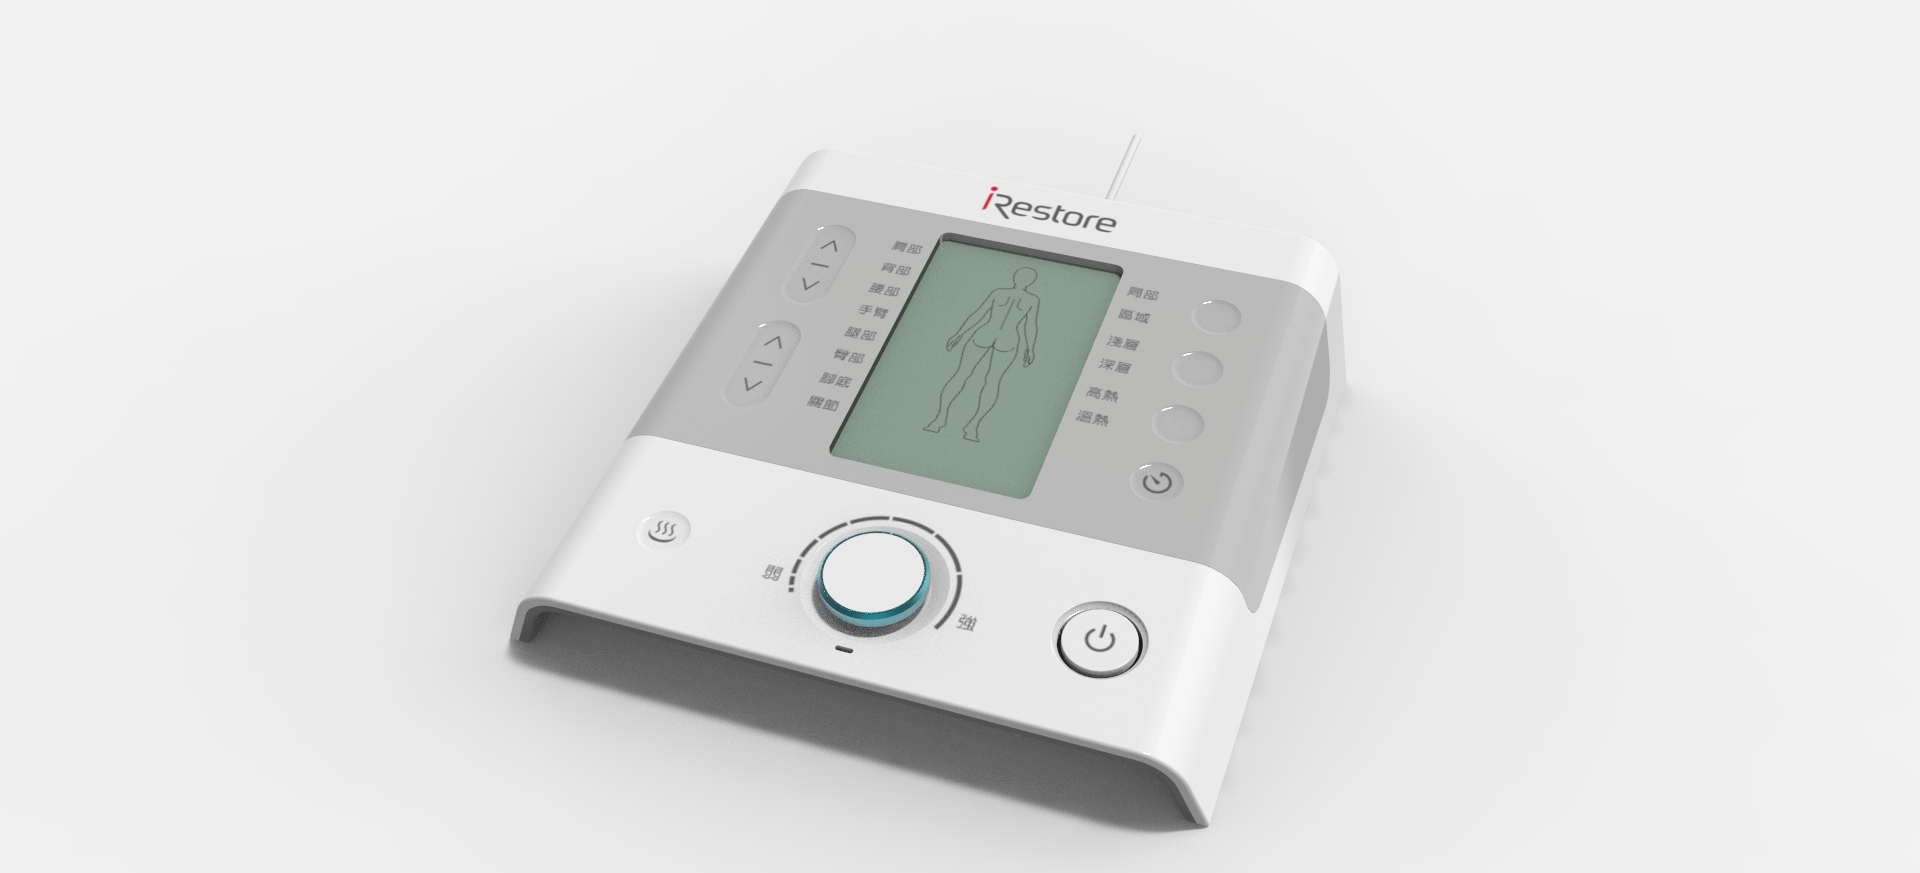 iRestore
肩部
背部
腰部
手臂
腿部
臀部
腳底
關節
局部
區域
淺層
深層
高熱
溫熱
弱
強